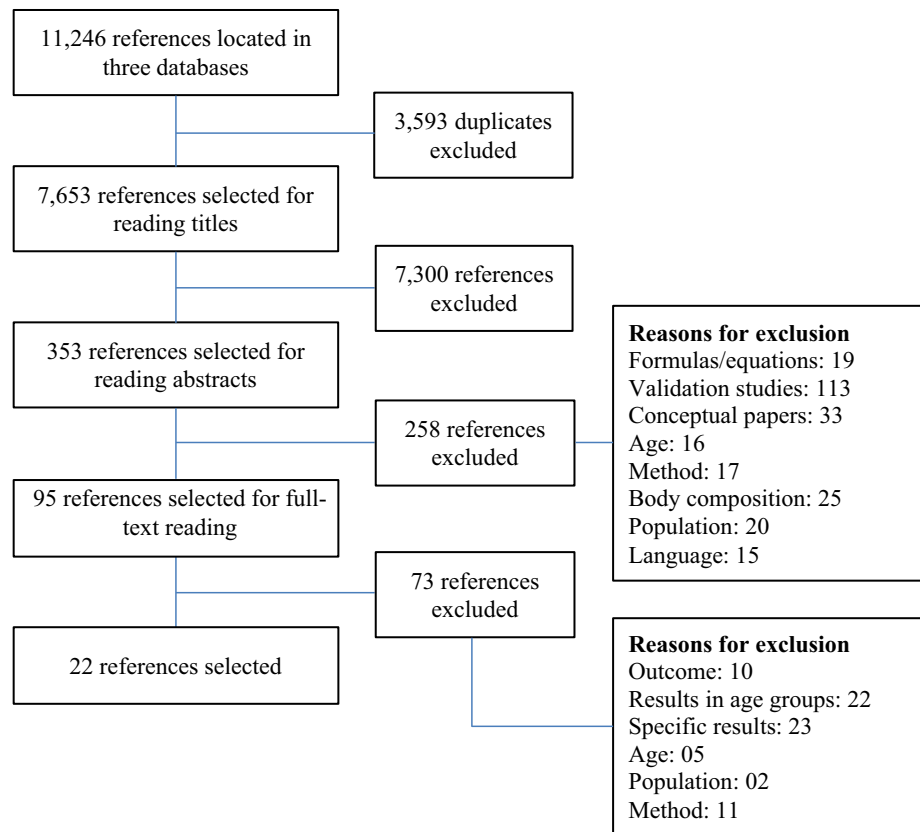 11,246 references located in
three databases
3,593 duplicates
excluded
7,653 references selected for
reading titles
7,300 references
excluded
353 references selected for
reading abstracts
258 references
excluded
Reasons for exclusion
Formulas/equations: 19
Validation studies: 113
Conceptual papers: 33
Age: 16
Method: 17
Body composition: 25
Population: 20
Language: 15
95 references selected for full-
text reading
73 references
excluded
22 references selected
Reasons for exclusion
Outcome: 10
Results in age groups: 22
Specific results: 23
Age: 05
Population: 02
Method: 11